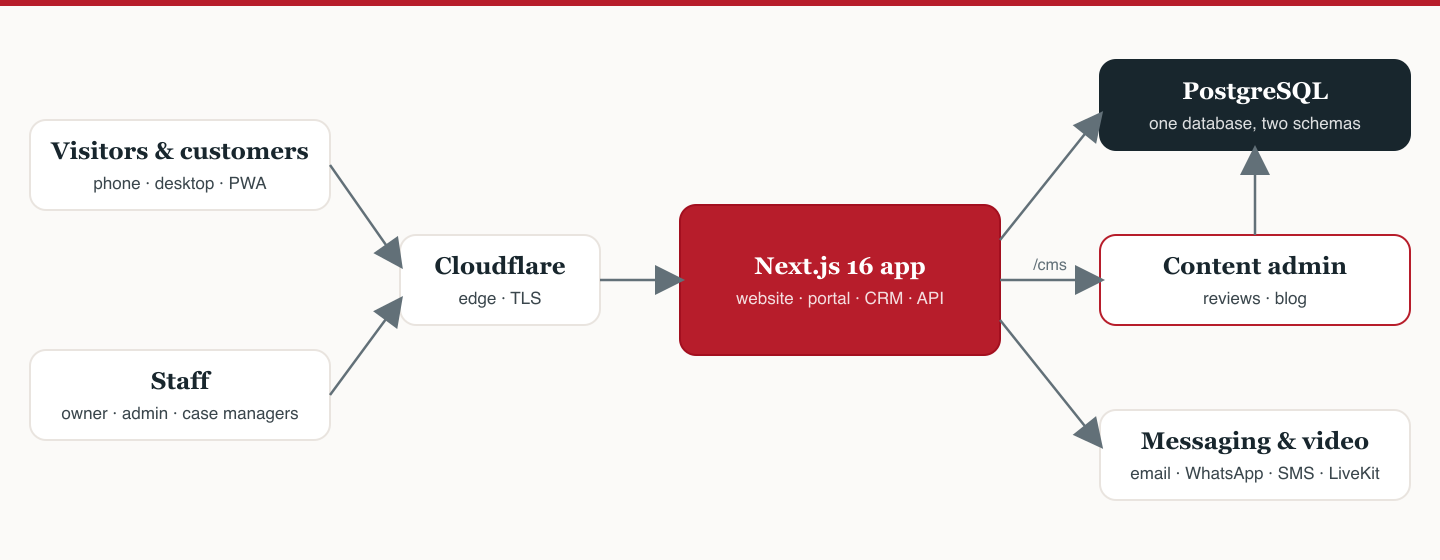 Visitors & customers
phone · desktop · PWA
Staff
owner · admin · case managers
Cloudflare
edge · TLS
Next.js 16 app
website · portal · CRM · API
/cms
PostgreSQL
one database, two schemas
Content admin
reviews · blog
Messaging & video
email · WhatsApp · SMS · LiveKit